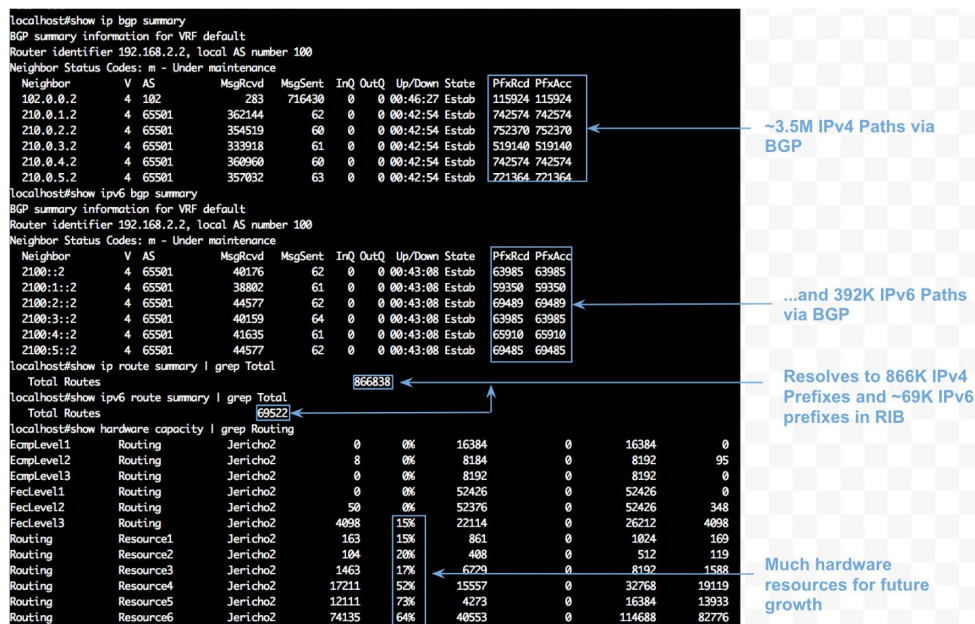 localhost#show ip bgp summary
BGP summary information for VRF default
Router identifier 192.168.2.2, local AS number 100
Neighbor Status Codes: m - Under maintenance
Neighbor V AS MsgRcvd MsgSent InQ OutQ Up/Down State PfxRcd PfxAcc
102.0.0.2 4 102 283 716430 0 0 00:46:27 Estab 115924 115924
210.0.1.2 4 65501 362144 62 0 0 00:42:54 Estab 742574 742574
210.0.2.2 4 65501 354519 60 0 0 00:42:54 Estab 752370 752370
210.0.3.2 4 65501 333918 61 0 0 00:42:54 Estab 519140 519140
210.0.4.2 4 65501 360960 60 0 0 00:42:54 Estab 742574 742574
210.0.5.2 4 65501 357032 63 0 0 00:42:54 Estab 721364 721364
~3.5M IPv4 Paths via
BGP
localhost#show ipv6 bgp summary
BGP summary information for VRF default
Router identifier 192.168.2.2, local AS number 100
Neighbor Status Codes: m - Under maintenance
Neighbor V AS MsgRcvd MsgSent InQ OutQ Up/Down State PfxRcd PfxAcc
2100::2 4 65501 40176 62 0 0 00:43:08 Estab 63985 63985
2100:1::2 4 65501 38802 61 0 0 00:43:08 Estab 59350 59350
2100:2::2 4 65501 44577 62 0 0 00:43:08 Estab 69489 69489
2100:3::2 4 65501 40159 64 0 0 00:43:08 Estab 63985 63985
2100:4::2 4 65501 41635 61 0 0 00:43:08 Estab 65910 65910
2100:5::2 4 65501 44577 62 0 0 00:43:08 Estab 69485 69485
...and 392K IPv6 Paths
via BGP
localhost#show ip route summary | grep Total
Total Routes 866838
localhost#show ipv6 route summary | grep Total
Total Routes 69522
Resolves to 866K IPv4
Prefixes and ~69K IPv6
prefixes in RIB
localhost#show hardware capacity | grep Routing
EcmpLevel1 Routing Jericho2 0 0% 16384 0 16384 0
EcmpLevel2 Routing Jericho2 8 0% 8184 0 8192 95
EcmpLevel3 Routing Jericho2 0 0% 8192 0 8192 0
FecLevel1 Routing Jericho2 0 0% 52426 0 52426 0
FecLevel2 Routing Jericho2 50 0% 52376 0 52426 348
FecLevel3 Routing Jericho2 4098 15% 22114 0 26212 4098
Routing Resource1 Jericho2 163 15% 861 0 1024 169
Routing Resource2 Jericho2 104 20% 408 0 512 119
Routing Resource3 Jericho2 1463 17% 6729 0 8192 1588
Routing Resource4 Jericho2 17211 52% 15557 0 32768 19119
Routing Resource5 Jericho2 12111 73% 4273 0 16384 13933
Routing Resource6 Jericho2 74135 64% 40553 0 114688 82776
Much hardware
resources for future
growth